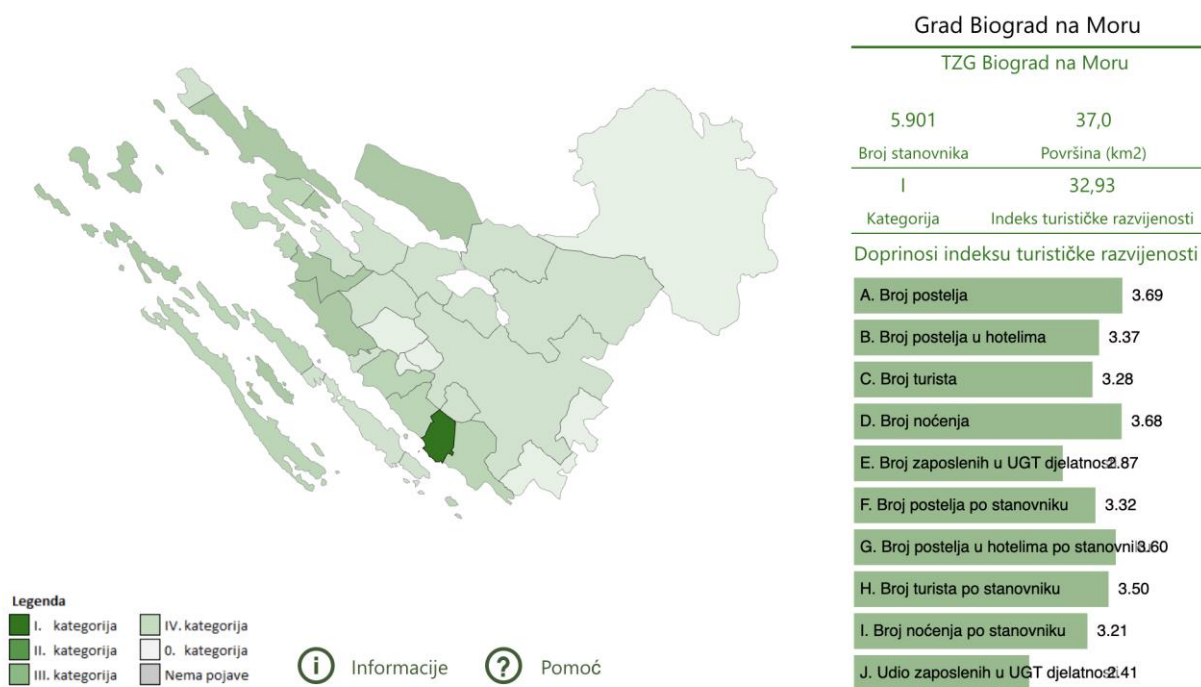 Grad Biograd na Moru
TZG Biograd na Moru
5.901 37,0
Broj stanovnika Površina (km2)
I 32,93
Kategorija Indeks turističke razvijenosti
Doprinosi indeksu turističke razvijenosti
A. Broj postelja 3.69
B. Broj postelja u hotelima 3.37
C. Broj turista 3.28
D. Broj noćenja 3.68
E. Broj zaposlenih u UGT djelatnosti 2.87
F. Broj postelja po stanovniku 3.32
G. Broj postelja u hotelima po stanovniku 3.60
H. Broj turista po stanovniku 3.50
I. Broj noćenja po stanovniku 3.21
J. Udio zaposlenih u UGT djelatnosti 2.41
Legenda
I. kategorija IV. kategorija
II. kategorija 0. kategorija
III. kategorija Nema pojave
i Informacije ? Pomoć